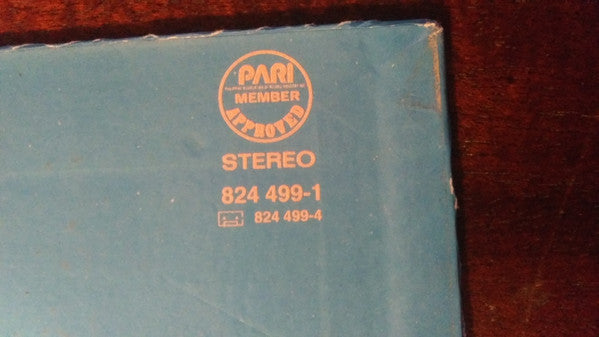 PARI
MEMBER
APPROVED
STEREO
824 499-1
824 499-4